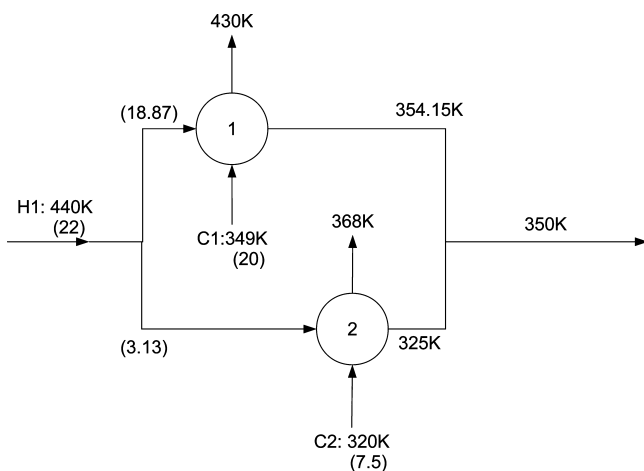 430K
(18.87)
1
354.15K
H1: 440K
(22)
C1:349K
(20)
368K
350K
(3.13)
2
325K
C2: 320K
(7.5)